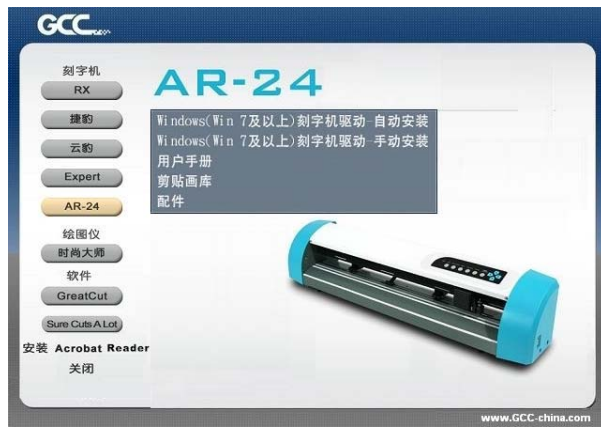 GCC
刻字机
RX
捷豹
云豹
Expert
AR-24
绘图仪
时尚大师
软件
GreatCut
Sure Cuts A Lot
安装 Acrobat Reader
关闭
AR-24
Windows(Win 7及以上)刻字机驱动-自动安装
Windows(Win 7及以上)刻字机驱动-手动安装
用户手册
剪贴画库
配件
www.GCC-china.com